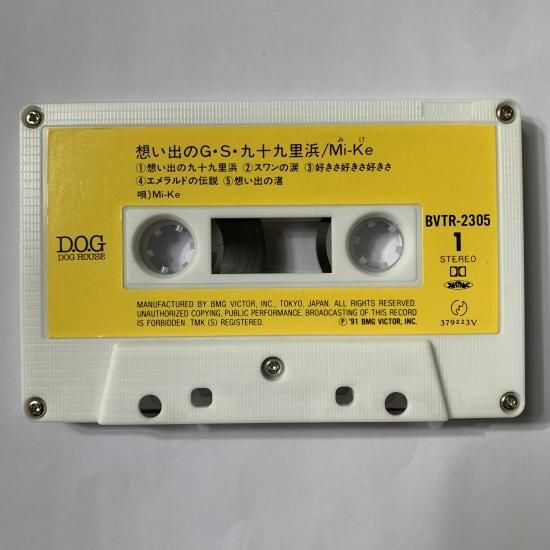 み け
想い出のG・S・九十九里浜/Mi-Ke
①想い出の九十九里浜 ②スワンの涙 ③好きさ好きさ好きさ
④エメラルドの伝説 ⑤想い出の渚
唄)Mi-Ke
D.O.G
DOG HOUSE
BVTR-2305
1
STEREO
MANUFACTURED BY BMG VICTOR, INC., TOKYO, JAPAN. ALL RIGHTS RESERVED.
UNAUTHORIZED COPYING, PUBLIC PERFORMANCE, BROADCASTING OF THIS RECORD
IS FORBIDDEN. TMK (S) REGISTERED. Ⓟ '91 BMG VICTOR, INC.
379223V